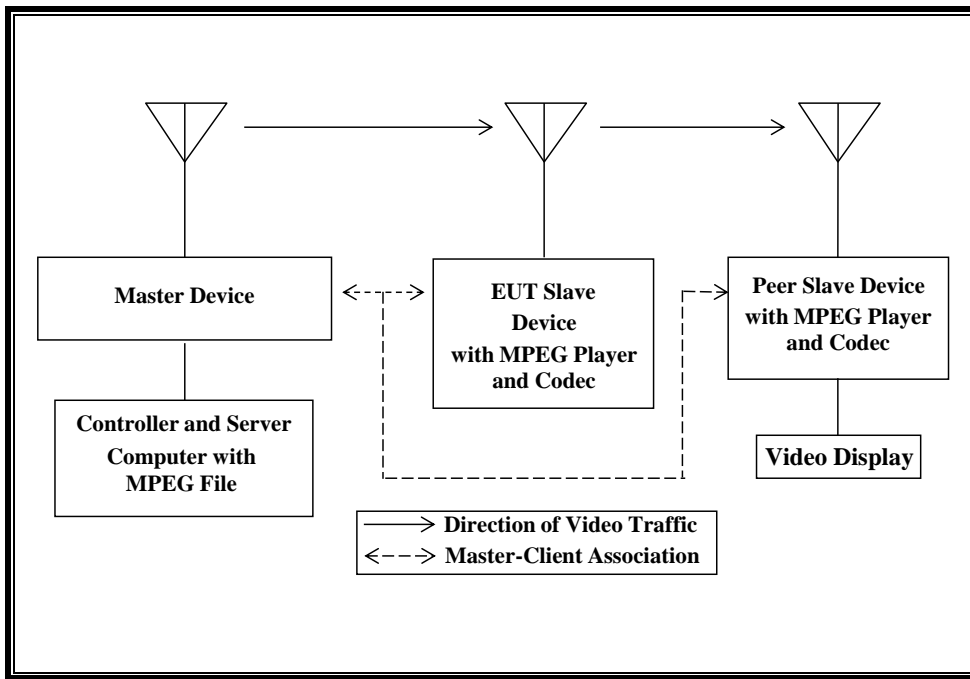 Master Device
EUT Slave
Device
with MPEG Player
and Codec
Peer Slave Device
with MPEG Player
and Codec
Controller and Server
Computer with
MPEG File
Video Display
Direction of Video Traffic
Master-Client Association